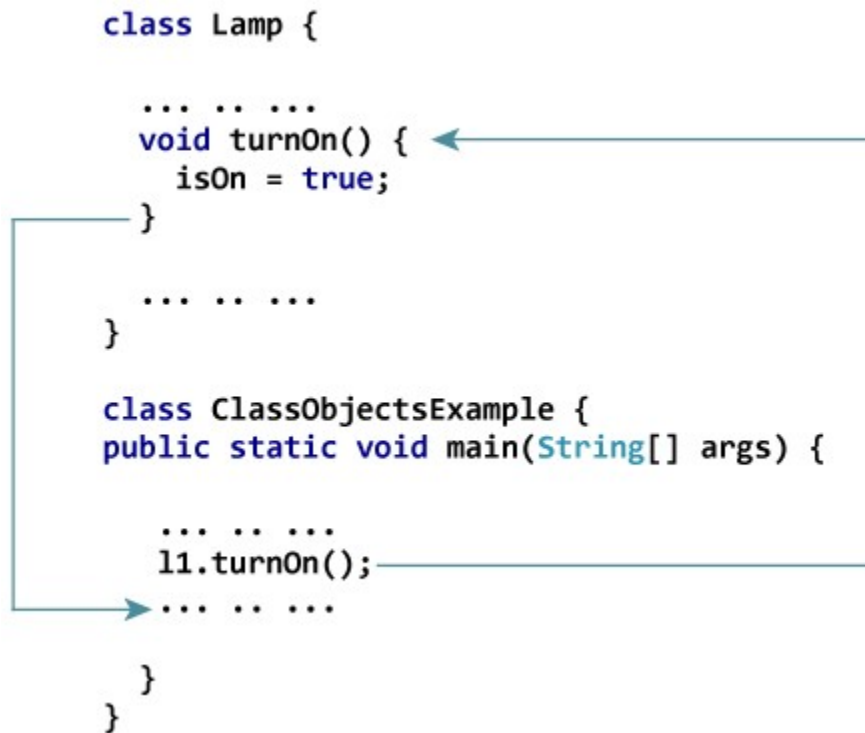 class Lamp {
... .. ...
void turnOn() {
isOn = true;
}
... .. ...
}
class ClassObjectsExample {
public static void main(String[] args) {
... .. ...
l1.turnOn();
... .. ...
}
}